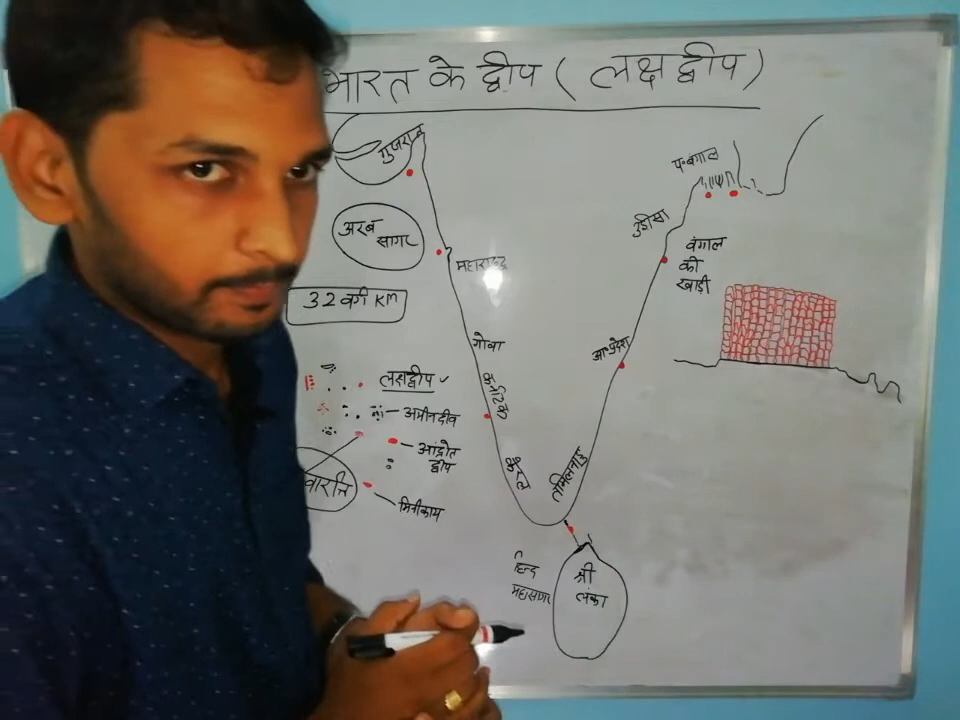 भारत के द्वीप ( लक्षद्वीप )
गुजरात
प॰बंगाल
अरब
सागर
उड़ीसा
महाराष्ट्र
बंगाल
की
खाड़ी
32 वर्ग Km
गोवा
आ॰प्रदेश
लक्षद्वीप
कर्नाटक
अमीनदीव
आंद्रोत
द्वीप
केरल
तमिलनाडु
मिनीकाय
हिन्द
महासागर
श्री
लंका